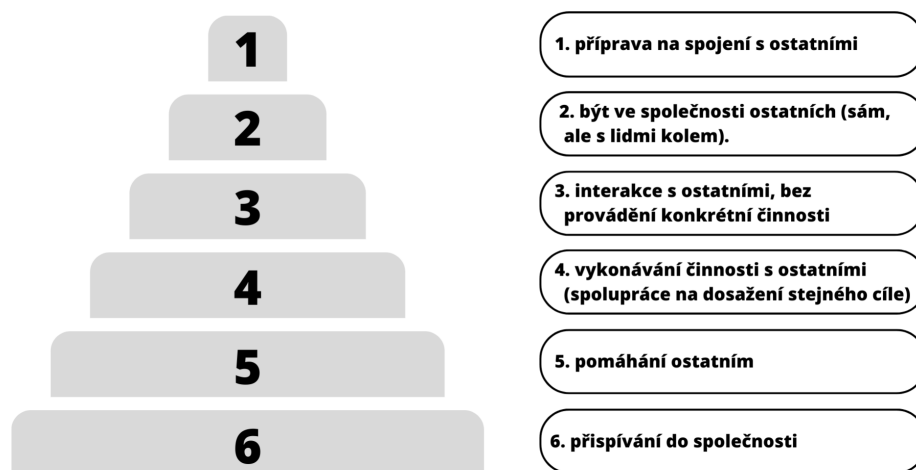 1
1. příprava na spojení s ostatními
2
2. být ve společnosti ostatních (sám,
ale s lidmi kolem).
3
3. interakce s ostatními, bez
provádění konkrétní činnosti
4
4. vykonávání činnosti s ostatními
(spolupráce na dosažení stejného cíle)
5
5. pomáhání ostatním
6
6. přispívání do společnosti